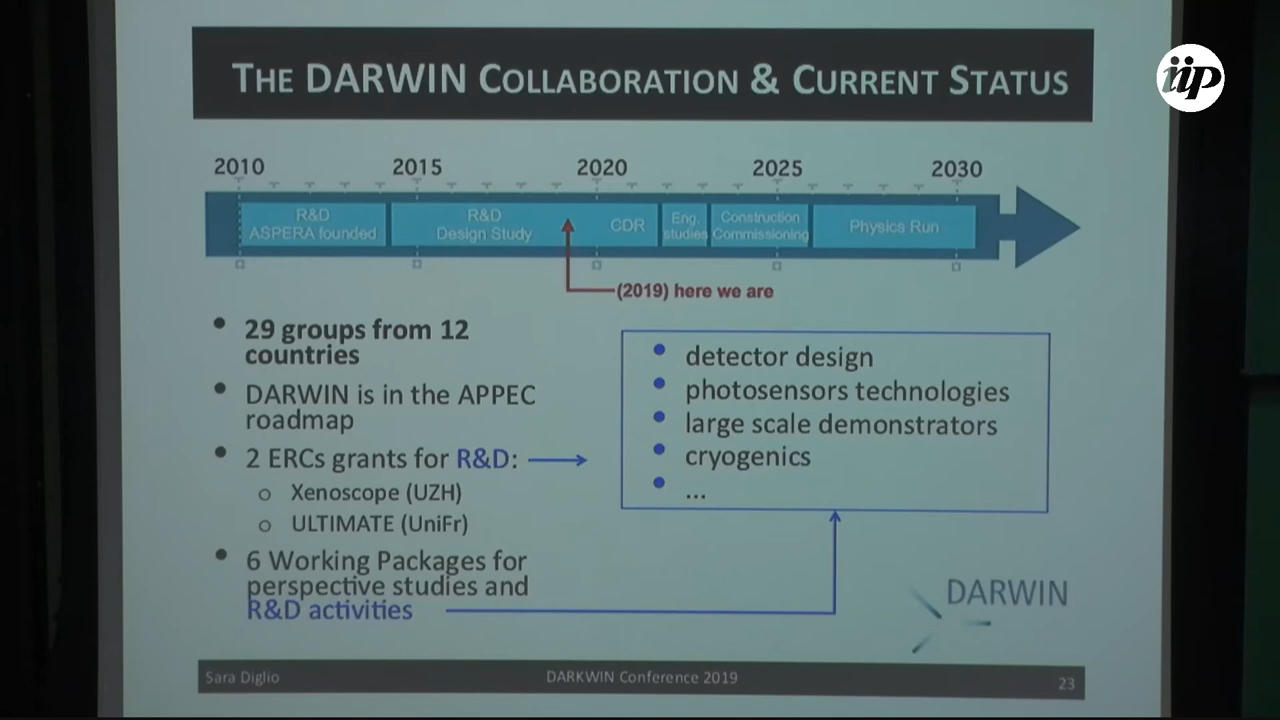 THE DARWIN COLLABORATION & CURRENT STATUS
iip
2010 2015 2020 2025 2030
R&D
ASPERA founded
R&D
Design Study
CDR
Eng.
studies
Construction
Commissioning
Physics Run
(2019) here we are
• 29 groups from 12
countries
• DARWIN is in the APPEC
roadmap
• 2 ERCs grants for R&D:
o Xenoscope (UZH)
o ULTIMATE (UniFr)
• 6 Working Packages for
perspective studies and
R&D activities
• detector design
• photosensors technologies
• large scale demonstrators
• cryogenics
• ...
DARWIN
Sara Diglio
DARKWIN Conference 2019
23